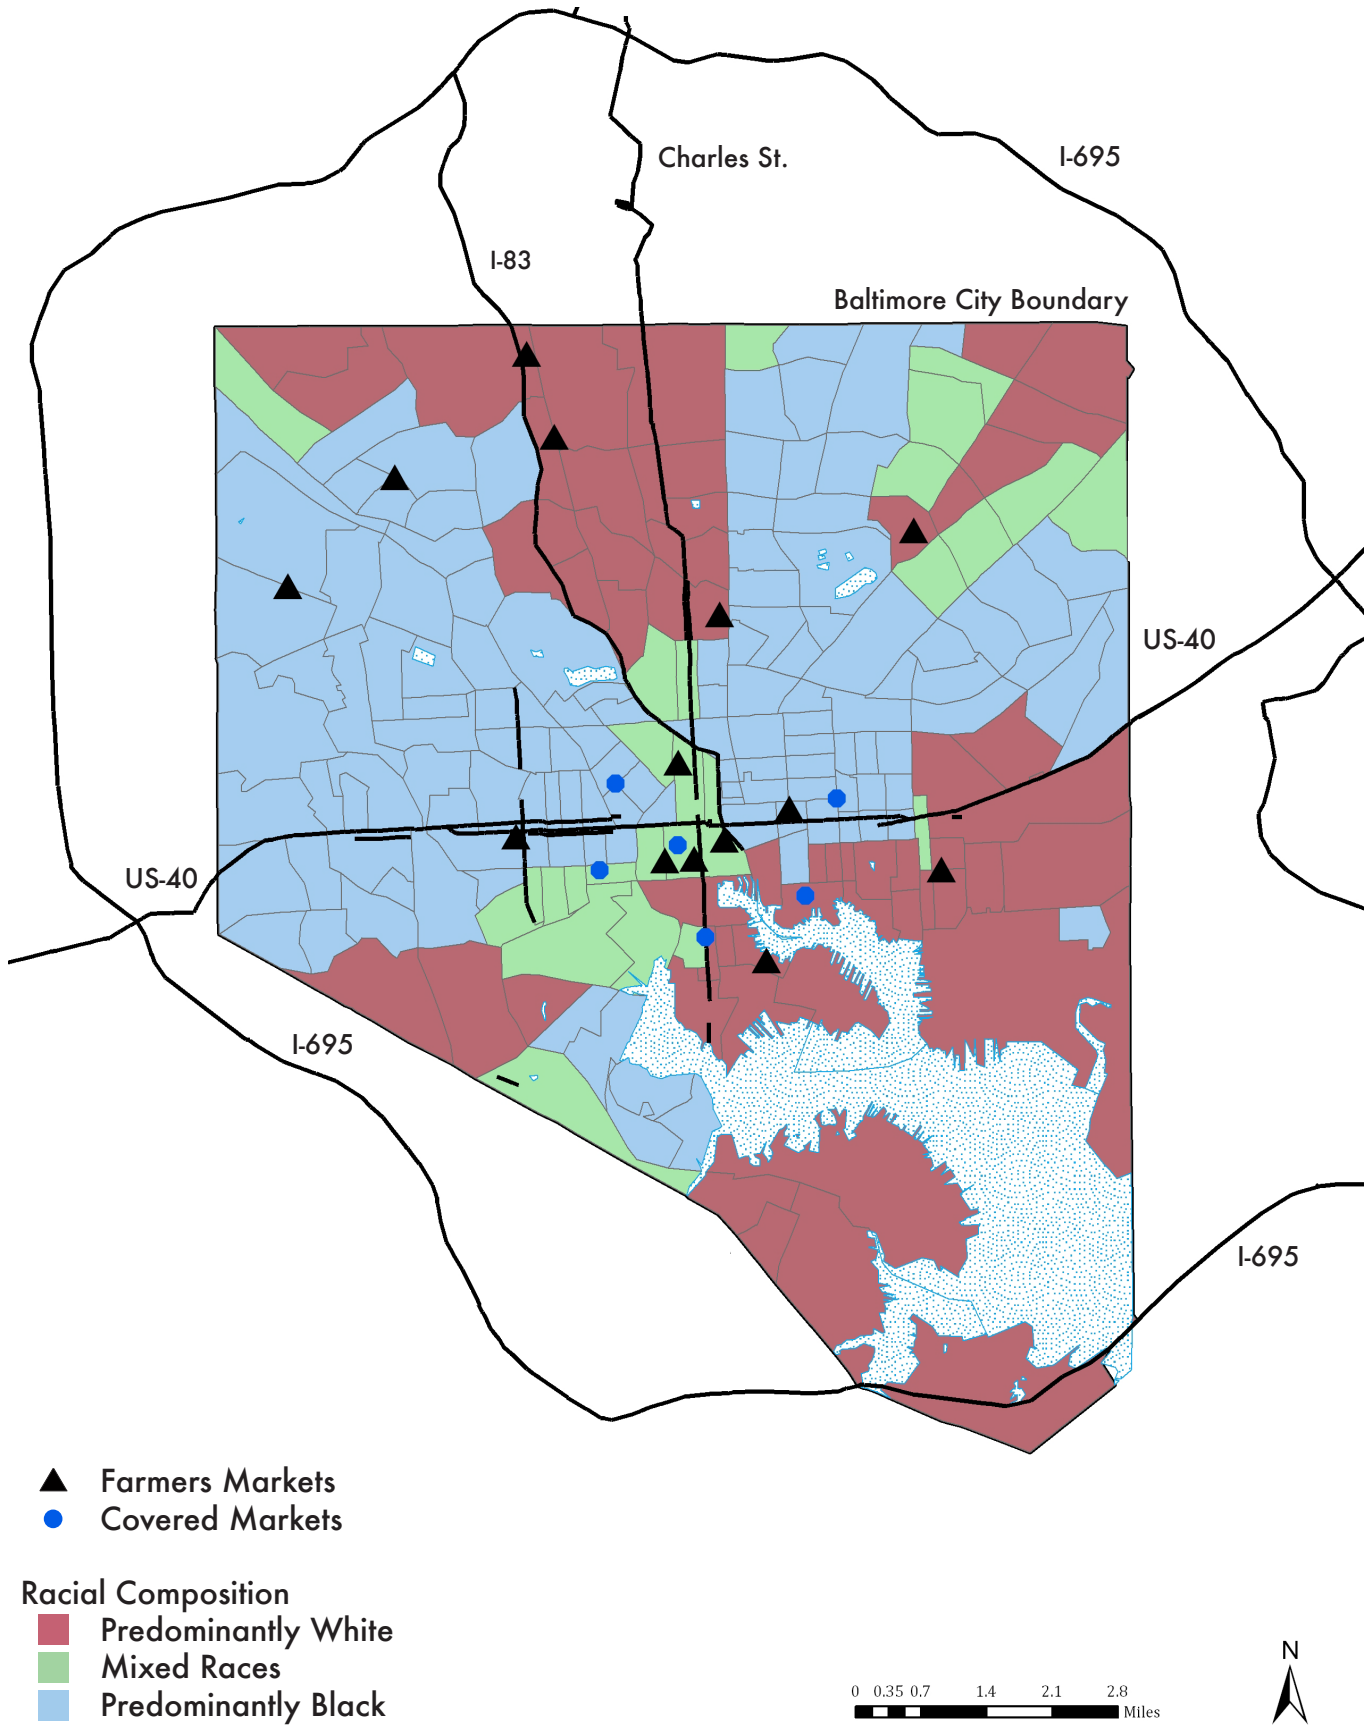 Charles St.
I-695
I-83
Baltimore City Boundary
US-40
US-40
I-695
I-695
Farmers Markets
Covered Markets
Racial Composition
Predominantly White
Mixed Races
Predominantly Black
N
0 0.35 0.7 1.4 2.1 2.8
Miles